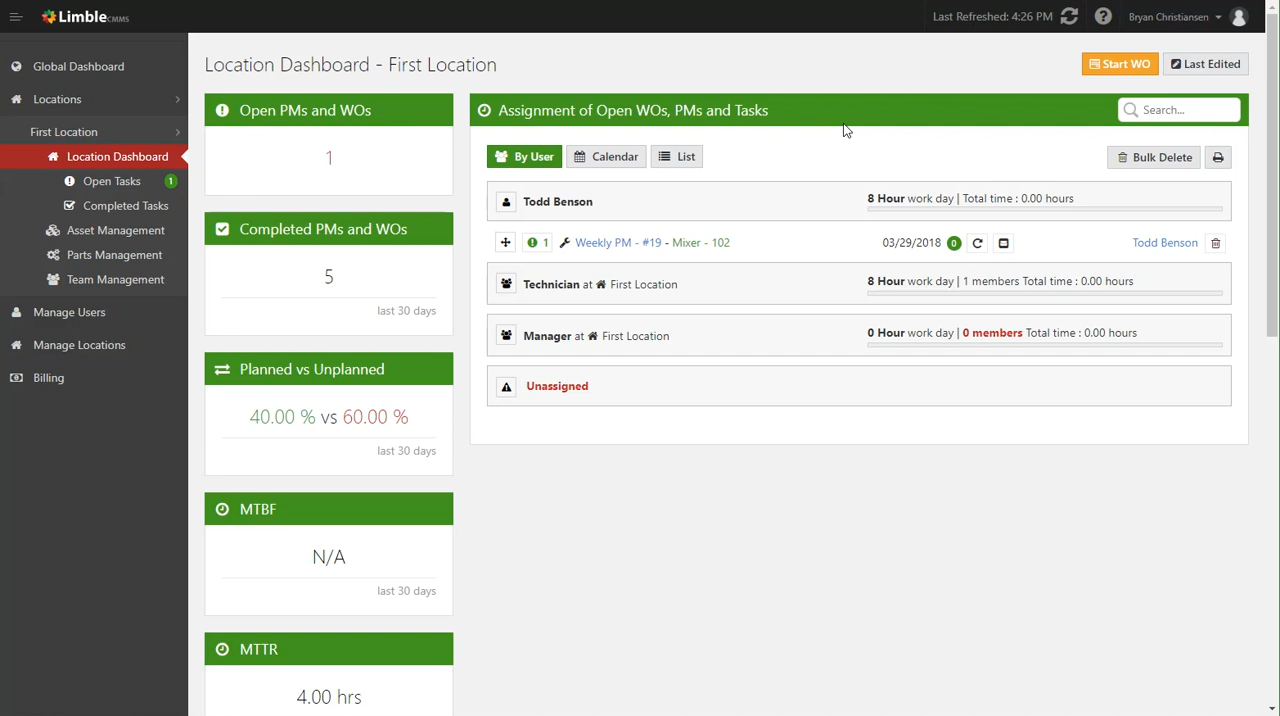 Limble CMMS
Last Refreshed: 4:26 PM
Bryan Christiansen
Global Dashboard
Locations
First Location
Location Dashboard
Open Tasks 1
Completed Tasks
Asset Management
Parts Management
Team Management
Manage Users
Manage Locations
Billing
Location Dashboard - First Location
Start WO
Last Edited
Open PMs and WOs
1
Completed PMs and WOs
5
last 30 days
Planned vs Unplanned
40.00 % vs 60.00 %
last 30 days
MTBF
N/A
last 30 days
MTTR
4.00 hrs
Assignment of Open WOs, PMs and Tasks
Search...
By User
Calendar
List
Bulk Delete
Todd Benson
8 Hour work day | Total time : 0.00 hours
1 Weekly PM - #19 - Mixer - 102
03/29/2018 0
Todd Benson
Technician at First Location
8 Hour work day | 1 members Total time : 0.00 hours
Manager at First Location
0 Hour work day | 0 members Total time : 0.00 hours
Unassigned